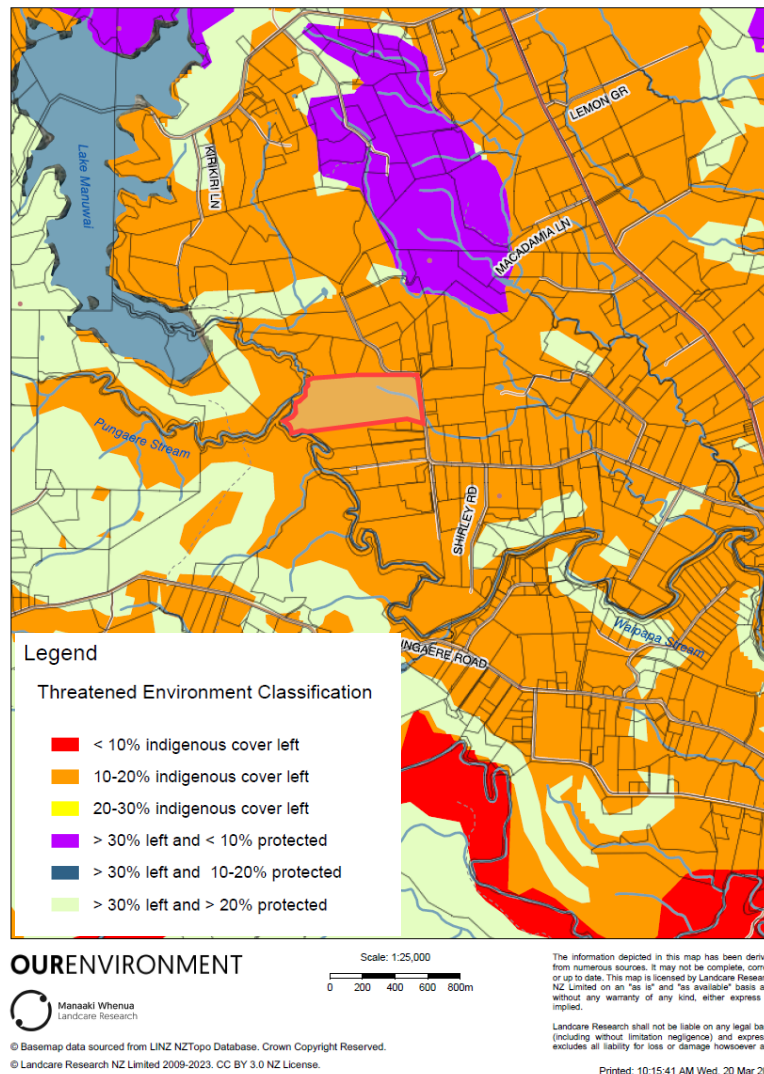 LEMON GR
KIRIKIRI LN
Lake Manuwai
MACADAMIA LN
Pungaere Stream
SHIRLEY RD
Waipapa Stream
UNGAERE ROAD
Legend
Threatened Environment Classification
< 10% indigenous cover left
10-20% indigenous cover left
20-30% indigenous cover left
> 30% left and < 10% protected
> 30% left and 10-20% protected
> 30% left and > 20% protected
OURENVIRONMENT
Manaaki Whenua
Landcare Research
Scale: 1:25,000
0 200 400 600 800m
© Basemap data sourced from LINZ NZTopo Database. Crown Copyright Reserved.
© Landcare Research NZ Limited 2009-2023. CC BY 3.0 NZ License.
The information depicted in this map has been deriv
from numerous sources. It may not be complete, corre
or up to date. This map is licensed by Landcare Resear
NZ Limited on an "as is" and "as available" basis a
without any warranty of any kind, either express
implied.
Landcare Research shall not be liable on any legal bas
(including without limitation negligence) and expres
excludes all liability for loss or damage howsoever a
Printed: 10:15:41 AM Wed, 20 Mar 20